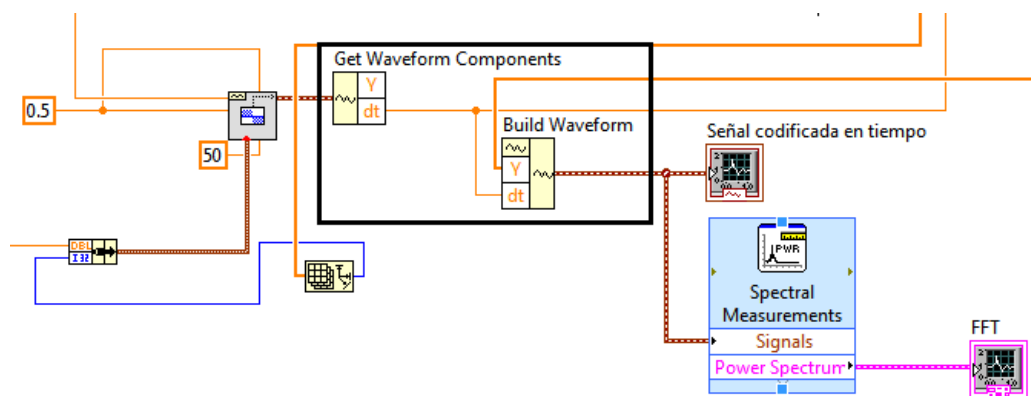 Get Waveform Components
Y
dt
0.5
Build Waveform
Señal codificada en tiempo
50
Y
dt
DBL
I32
PWR
Spectral
Measurements
Signals
FFT
Power Spectrum